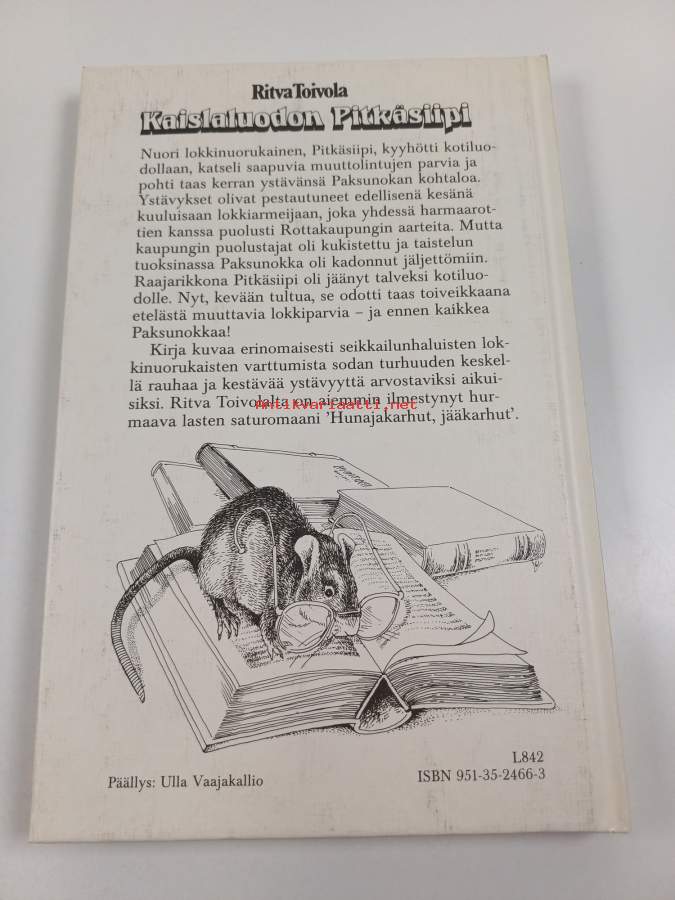 Ritva Toivola
Kaislaluodon Pitkäsiipi
Nuori lokkinuorukainen, Pitkäsiipi, kyyhötti kotiluo-
dollaan, katseli saapuvia muuttolintujen parvia ja
pohti taas kerran ystävänsä Paksunokan kohtaloa.
Ystävykset olivat pestautuneet edellisenä kesänä
kuuluisaan lokkiarmeijaan, joka yhdessä harmaarot-
tien kanssa puolusti Rottakaupungin aarteita. Mutta
kaupungin puolustajat oli kukistettu ja taistelun
tuoksinassa Paksunokka oli kadonnut jäljettömiin.
Raajarikkona Pitkäsiipi oli jäänyt talveksi kotiluo-
dolle. Nyt, kevään tultua, se odotti taas toiveikkaana
etelästä muuttavia lokkiparvia – ja ennen kaikkea
Paksunokkaa!
Kirja kuvaa erinomaisesti seikkailunhaluisten lok-
kinuorukaisten varttumista sodan turhuuden keskel-
lä rauhaa ja kestävää ystävyyttä arvostaviksi aikui-
siksi. Ritva Toivolalta on aiemmin ilmestynyt hur-
maava lasten saturomaani 'Hunajakarhut, jääkarhut'.
Antikvariaatti.net
L842
Päällys: Ulla Vaajakallio
ISBN 951-35-2466-3